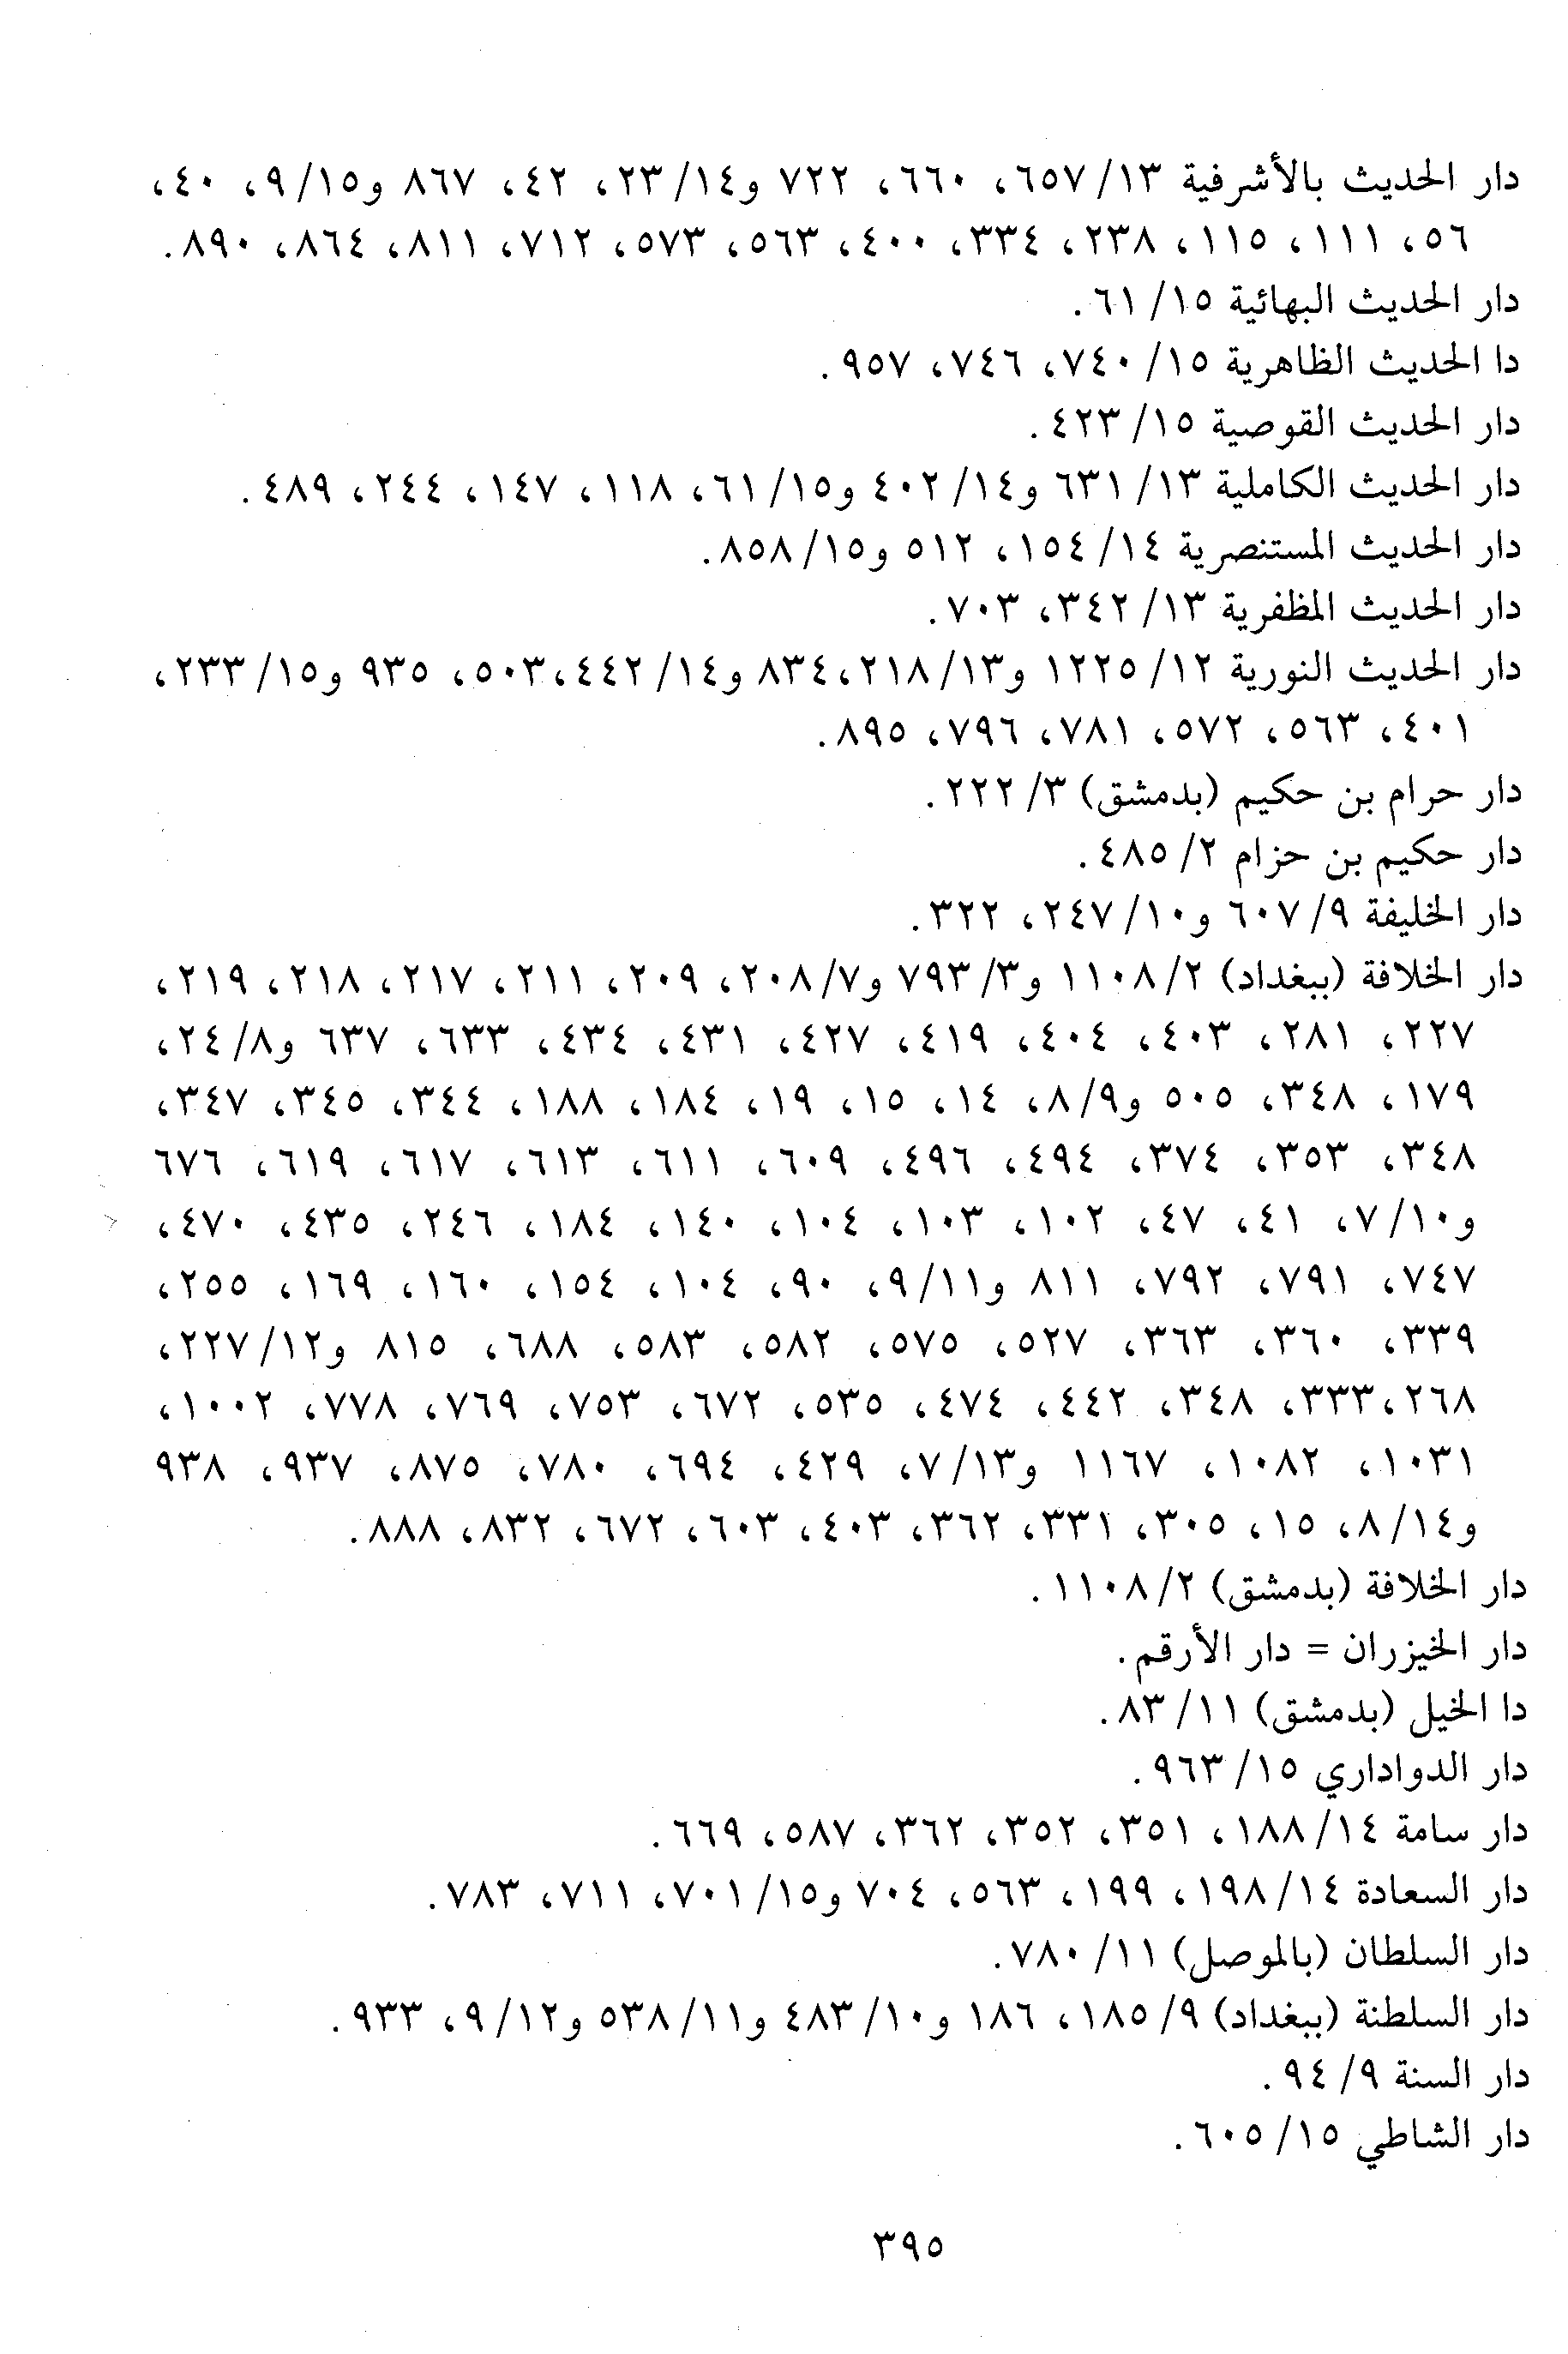 دار الحديث بالأشرفية ١٣/ ٦٥٧، ٦٦٠، ٧٢٢ و١٤/ ٢٣، ٤٢، ٨٦٧ و١٥/ ٩، ٤٠،
٥٦، ١١١، ١١٥، ٢٣٨، ٣٣٤، ٤٠٠، ٥٦٣، ٥٧٣، ٧١٢، ٨١١، ٨٦٤، ٨٩٠.
دار الحديث البهائية ١٥/ ٦١.
دا الحديث الظاهرية ١٥/ ٧٤٠، ٧٤٦، ٩٥٧.
دار الحديث القوصية ١٥/ ٤٢٣.
دار الحديث الكاملية ١٣/ ٦٣١ و١٤/ ٤٠٢ و١٥/ ٦١، ١١٨، ١٤٧، ٢٤٤، ٤٨٩.
دار الحديث المستنصرية ١٤/ ١٥٤، ٥١٢ و١٥/ ٨٥٨.
دار الحديث المظفرية ١٣/ ٣٤٢، ٧٠٣.
دار الحديث النورية ١٢/ ١٢٢٥ و١٣/ ٢١٨، ٨٣٤ و١٤/ ٤٤٢، ٥٠٣، ٩٣٥ و١٥/ ٢٣٣،
٤٠١، ٥٦٣، ٥٧٢، ٧٨١، ٧٩٦، ٨٩٥.
دار حرام بن حكيم (بدمشق) ٣/ ٢٢٢.
دار حكيم بن حزام ٢/ ٤٨٥.
دار الخليفة ٩/ ٦٠٧ و١٠/ ٢٤٧، ٣٢٢.
دار الخلافة (ببغداد) ٢/ ١١٠٨ و٣/ ٧٩٣ و٧/ ٢٠٨، ٢٠٩، ٢١١، ٢١٧، ٢١٨، ٢١٩،
٢٢٧، ٢٨١، ٤٠٣، ٤٠٤، ٤١٩، ٤٢٧، ٤٣١، ٤٣٤، ٦٣٣، ٦٣٧ و٨/ ٢٤،
١٧٩، ٣٤٨، ٥٠٥ و٩/ ٨، ١٤، ١٥، ١٩، ١٨٤، ١٨٨، ٣٤٤، ٣٤٥، ٣٤٧،
٣٤٨، ٣٥٣، ٣٧٤، ٤٩٤، ٤٩٦، ٦٠٩، ٦١١، ٦١٣، ٦١٧، ٦١٩، ٦٧٦
و١٠/ ٧، ٤١، ٤٧، ١٠٢، ١٠٣، ١٠٤، ١٤٠، ١٨٤، ٢٤٦، ٤٣٥، ٤٧٠،
٧٤٧، ٧٩١، ٧٩٢، ٨١١ و١١/ ٩، ٩٠، ١٠٤، ١٥٤، ١٦٠، ١٦٩، ٢٥٥،
٣٣٩، ٣٦٠، ٣٦٣، ٥٢٧، ٥٧٥، ٥٨٢، ٥٨٣، ٦٨٨، ٨١٥ و١٢/ ٢٢٧،
٢٦٨، ٣٣٣، ٣٤٨، ٤٤٢، ٤٧٤، ٥٣٥، ٦٧٢، ٧٥٣، ٧٦٩، ٧٧٨، ١٠٠٢،
١٠٣١، ١٠٨٢، ١١٦٧ و١٣/ ٧، ٤٢٩، ٦٩٤، ٧٨٠، ٨٧٥، ٩٣٧، ٩٣٨
و١٤/ ٨، ١٥، ٣٠٥، ٣٣١، ٣٦٢، ٤٠٣، ٦٠٣، ٦٧٢، ٨٣٢، ٨٨٨.
دار الخلافة (بدمشق) ٢/ ١١٠٨.
دار الخيزران = دار الأرقم.
دا الخيل (بدمشق) ١١/ ٨٣.
دار الدواداري ١٥/ ٩٦٣.
دار سامة ١٤/ ١٨٨، ٣٥١، ٣٥٢، ٣٦٢، ٥٨٧، ٦٦٩.
دار السعادة ١٤/ ١٩٨، ١٩٩، ٥٦٣، ٧٠٤ و١٥/ ٧٠١، ٧١١، ٧٨٣.
دار السلطان (بالموصل) ١١/ ٧٨٠.
دار السلطنة (ببغداد) ٩/ ١٨٥، ١٨٦ و١٠/ ٤٨٣ و١١/ ٥٣٨ و١٢/ ٩، ٩٣٣.
دار السنة ٩/ ٩٤.
دار الشاطي ١٥/ ٦٠٥.
٣٩٥